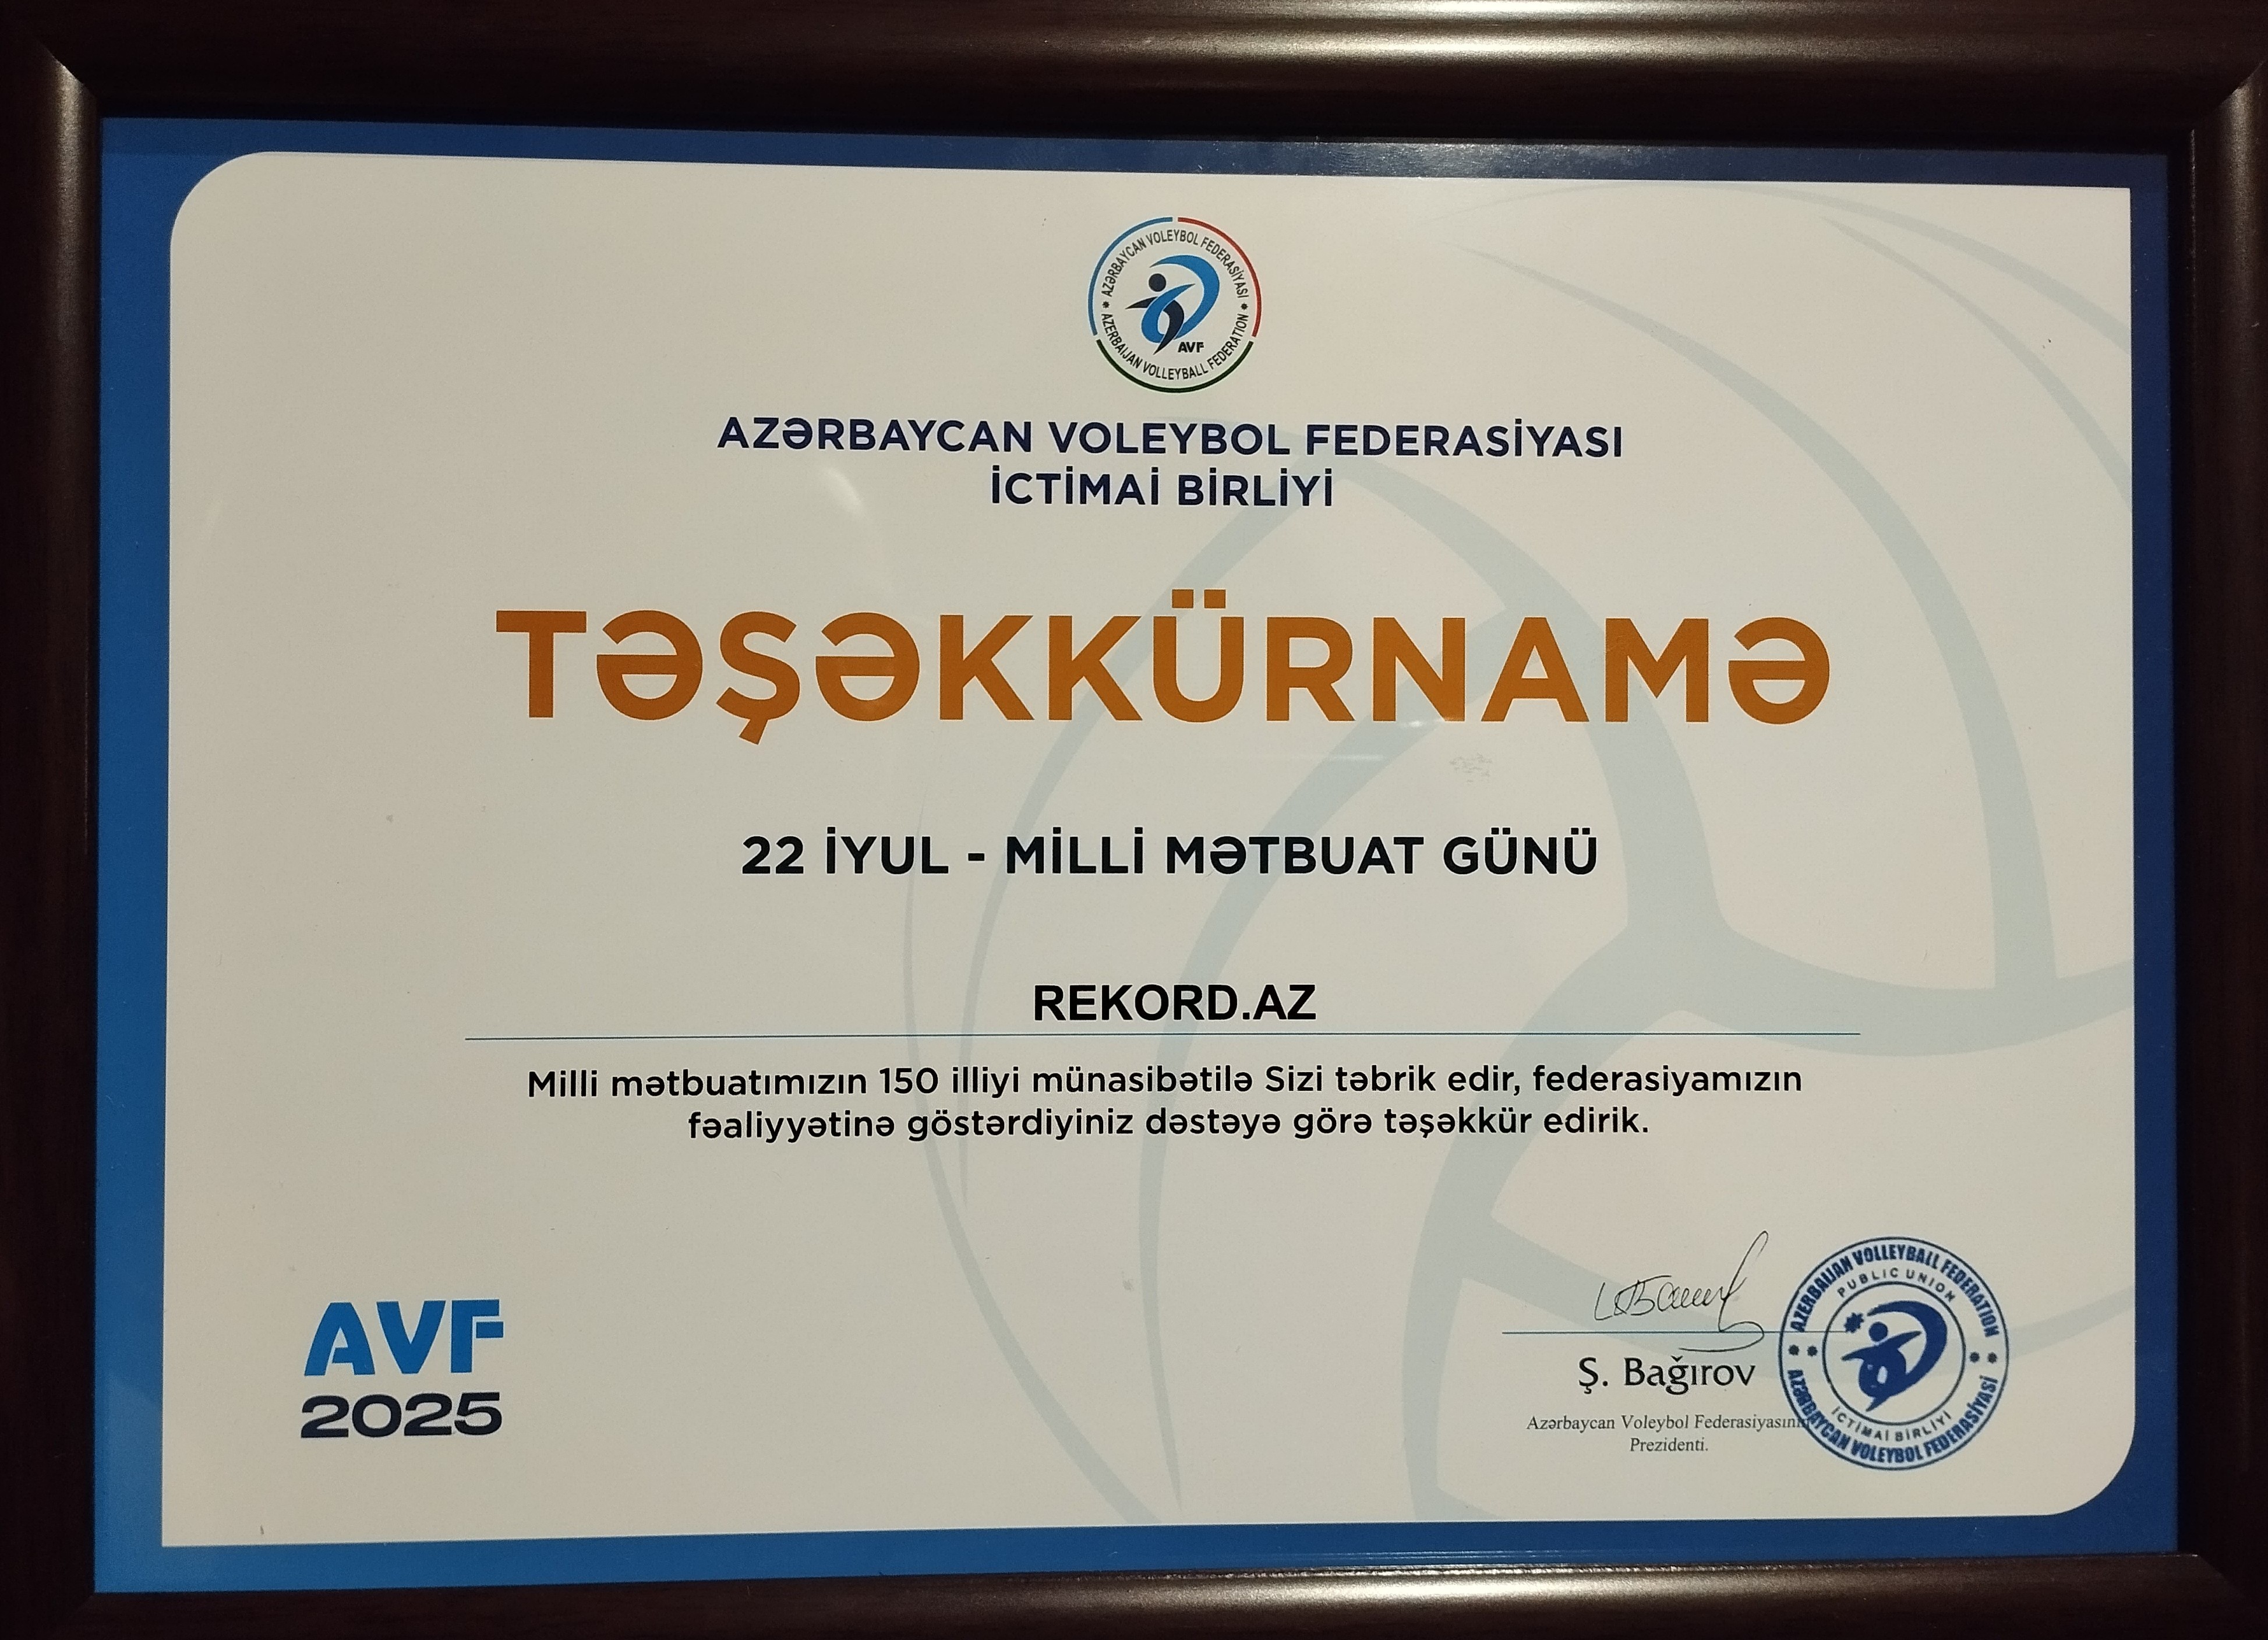 AZƏRBAYCAN VOLEYBOL FEDERASİYASI
AVF
AZERBAIJAN VOLLEYBALL FEDERATION
AZƏRBAYCAN VOLEYBOL FEDERASİYASI
İCTİMAİ BİRLİYİ
TƏŞƏKKÜRNAMƏ
22 İYUL - MİLLİ MƏTBUAT GÜNÜ
REKORD.AZ
Milli mətbuatımızın 150 illiyi münasibətilə Sizi təbrik edir, federasiyamızın
fəaliyyətinə göstərdiyiniz dəstəyə görə təşəkkür edirik.
AVF
2025
Ş. Bağırov
Azərbaycan Voleybol Federasiyasının
Prezidenti.
AZERBAIJAN VOLLEYBALL FEDERATION
PUBLIC UNION
İCTİMAİ BİRLİYİ
AZƏRBAYCAN VOLEYBOL FEDERASİYASI